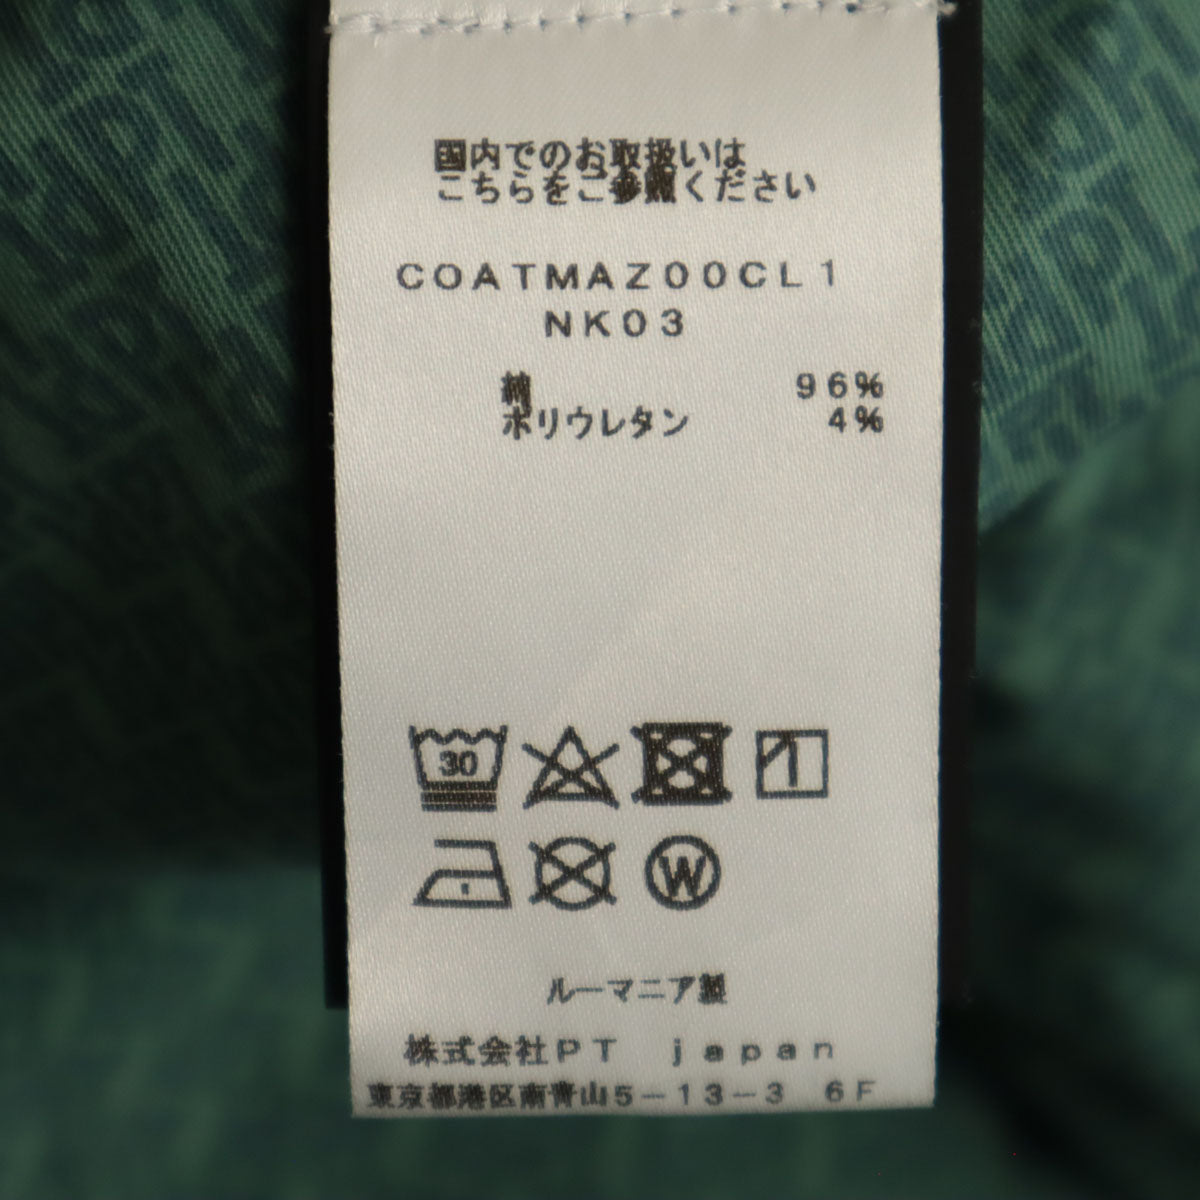 国内でのお取扱いは
こちらをご参照ください
COATMAZ00CL1
NK03
綿 96%
ポリウレタン 4%
30
W
ルーマニア製
株式会社PT japan
東京都港区南青山5-13-3 6F